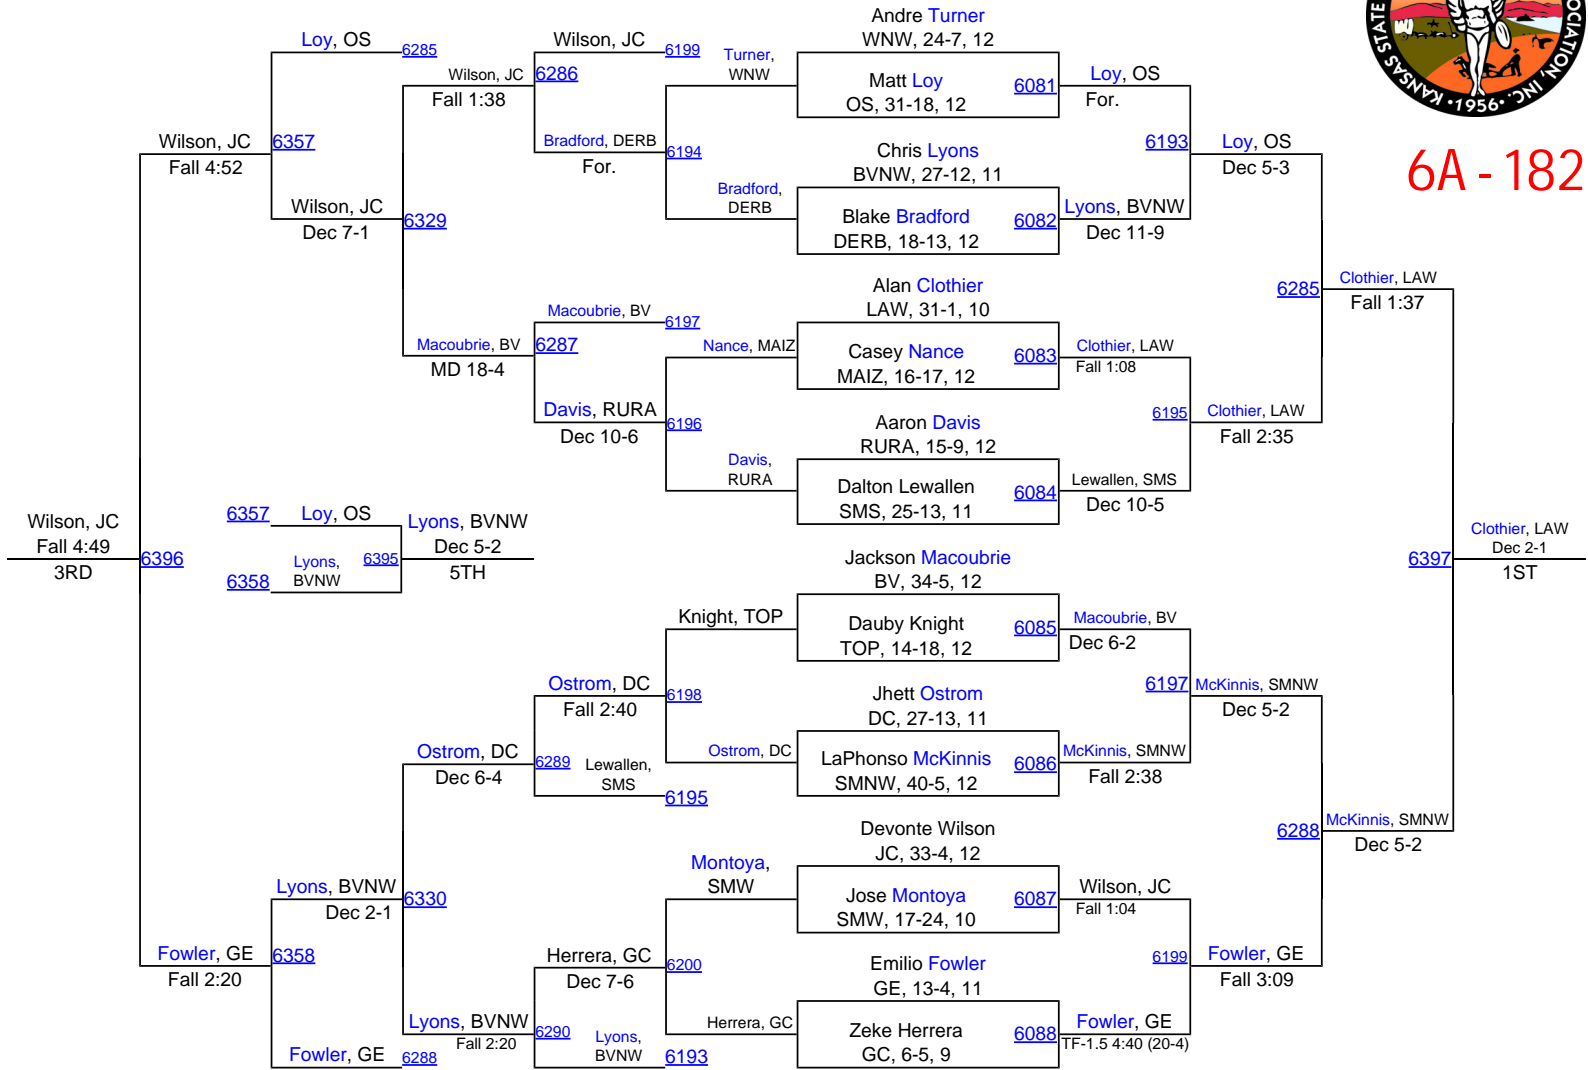 Andre Turner
WNW, 24-7, 12
Matt Loy
OS, 31-18, 12
6081
Chris Lyons
BVNW, 27-12, 11
Blake Bradford
DERB, 18-13, 12
6082
Alan Clothier
LAW, 31-1, 10
Casey Nance
MAIZ, 16-17, 12
6083
Aaron Davis
RURA, 15-9, 12
Dalton Lewallen
SMS, 25-13, 11
6084
Jackson Macoubrie
BV, 34-5, 12
Dauby Knight
TOP, 14-18, 12
6085
Jhett Ostrom
DC, 27-13, 11
LaPhonso McKinnis
SMNW, 40-5, 12
6086
Devonte Wilson
JC, 33-4, 12
Jose Montoya
SMW, 17-24, 10
6087
Emilio Fowler
GE, 13-4, 11
Zeke Herrera
GC, 6-5, 9
6088
Loy, OS
For.
6193
Lyons, BVNW
Dec 11-9
Clothier, LAW
Fall 1:08
6195
Lewallen, SMS
Dec 10-5
Macoubrie, BV
Dec 6-2
6197
McKinnis, SMNW
Fall 2:38
Wilson, JC
Fall 1:04
6199
Fowler, GE
TF-1.5 4:40 (20-4)
Loy, OS
Dec 5-3
6285
Clothier, LAW
Fall 2:35
McKinnis, SMNW
Dec 5-2
6288
Fowler, GE
Fall 3:09
Clothier, LAW
Fall 1:37
6397
McKinnis, SMNW
Dec 5-2
Clothier, LAW
Dec 2-1
1ST
KANSAS STATE
OCIATION, INC.
•1956•
6A - 182
Turner,
WNW
6194
Bradford,
DERB
Nance, MAIZ
6196
Davis,
RURA
Knight, TOP
6198
Ostrom, DC
Montoya,
SMW
6200
Herrera, GC
Wilson, JC
6199
6286
Bradford, DERB
For.
Macoubrie, BV
6197
6287
Davis, RURA
Dec 10-6
Ostrom, DC
Fall 2:40
6289
Lewallen,
SMS
6195
Herrera, GC
Dec 7-6
6290
Lyons,
BVNW
6193
Wilson, JC
Fall 1:38
6329
Macoubrie, BV
MD 18-4
Ostrom, DC
Dec 6-4
6330
Lyons, BVNW
Fall 2:20
Loy, OS
6285
6357
Wilson, JC
Dec 7-1
Lyons, BVNW
Dec 2-1
6358
Fowler, GE
6288
Wilson, JC
Fall 4:52
6396
Fowler, GE
Fall 2:20
Wilson, JC
Fall 4:49
3RD
6357
Loy, OS
6395
6358
Lyons,
BVNW
Lyons, BVNW
Dec 5-2
5TH